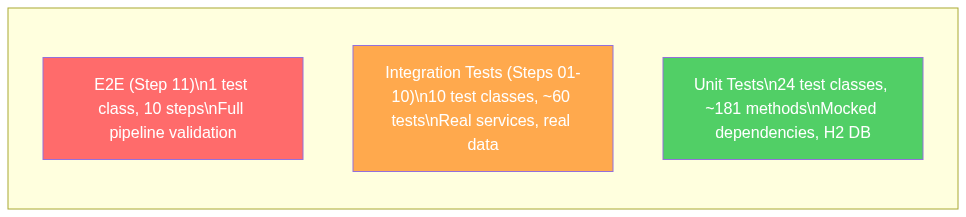 E2E (Step 11)\n1 test
class, 10 steps\nFull
pipeline validation
Integration Tests (Steps 01-
10)\n10 test classes, ~60
tests\nReal services, real
data
Unit Tests\n24 test classes,
~181 methods\nMocked
dependencies, H2 DB